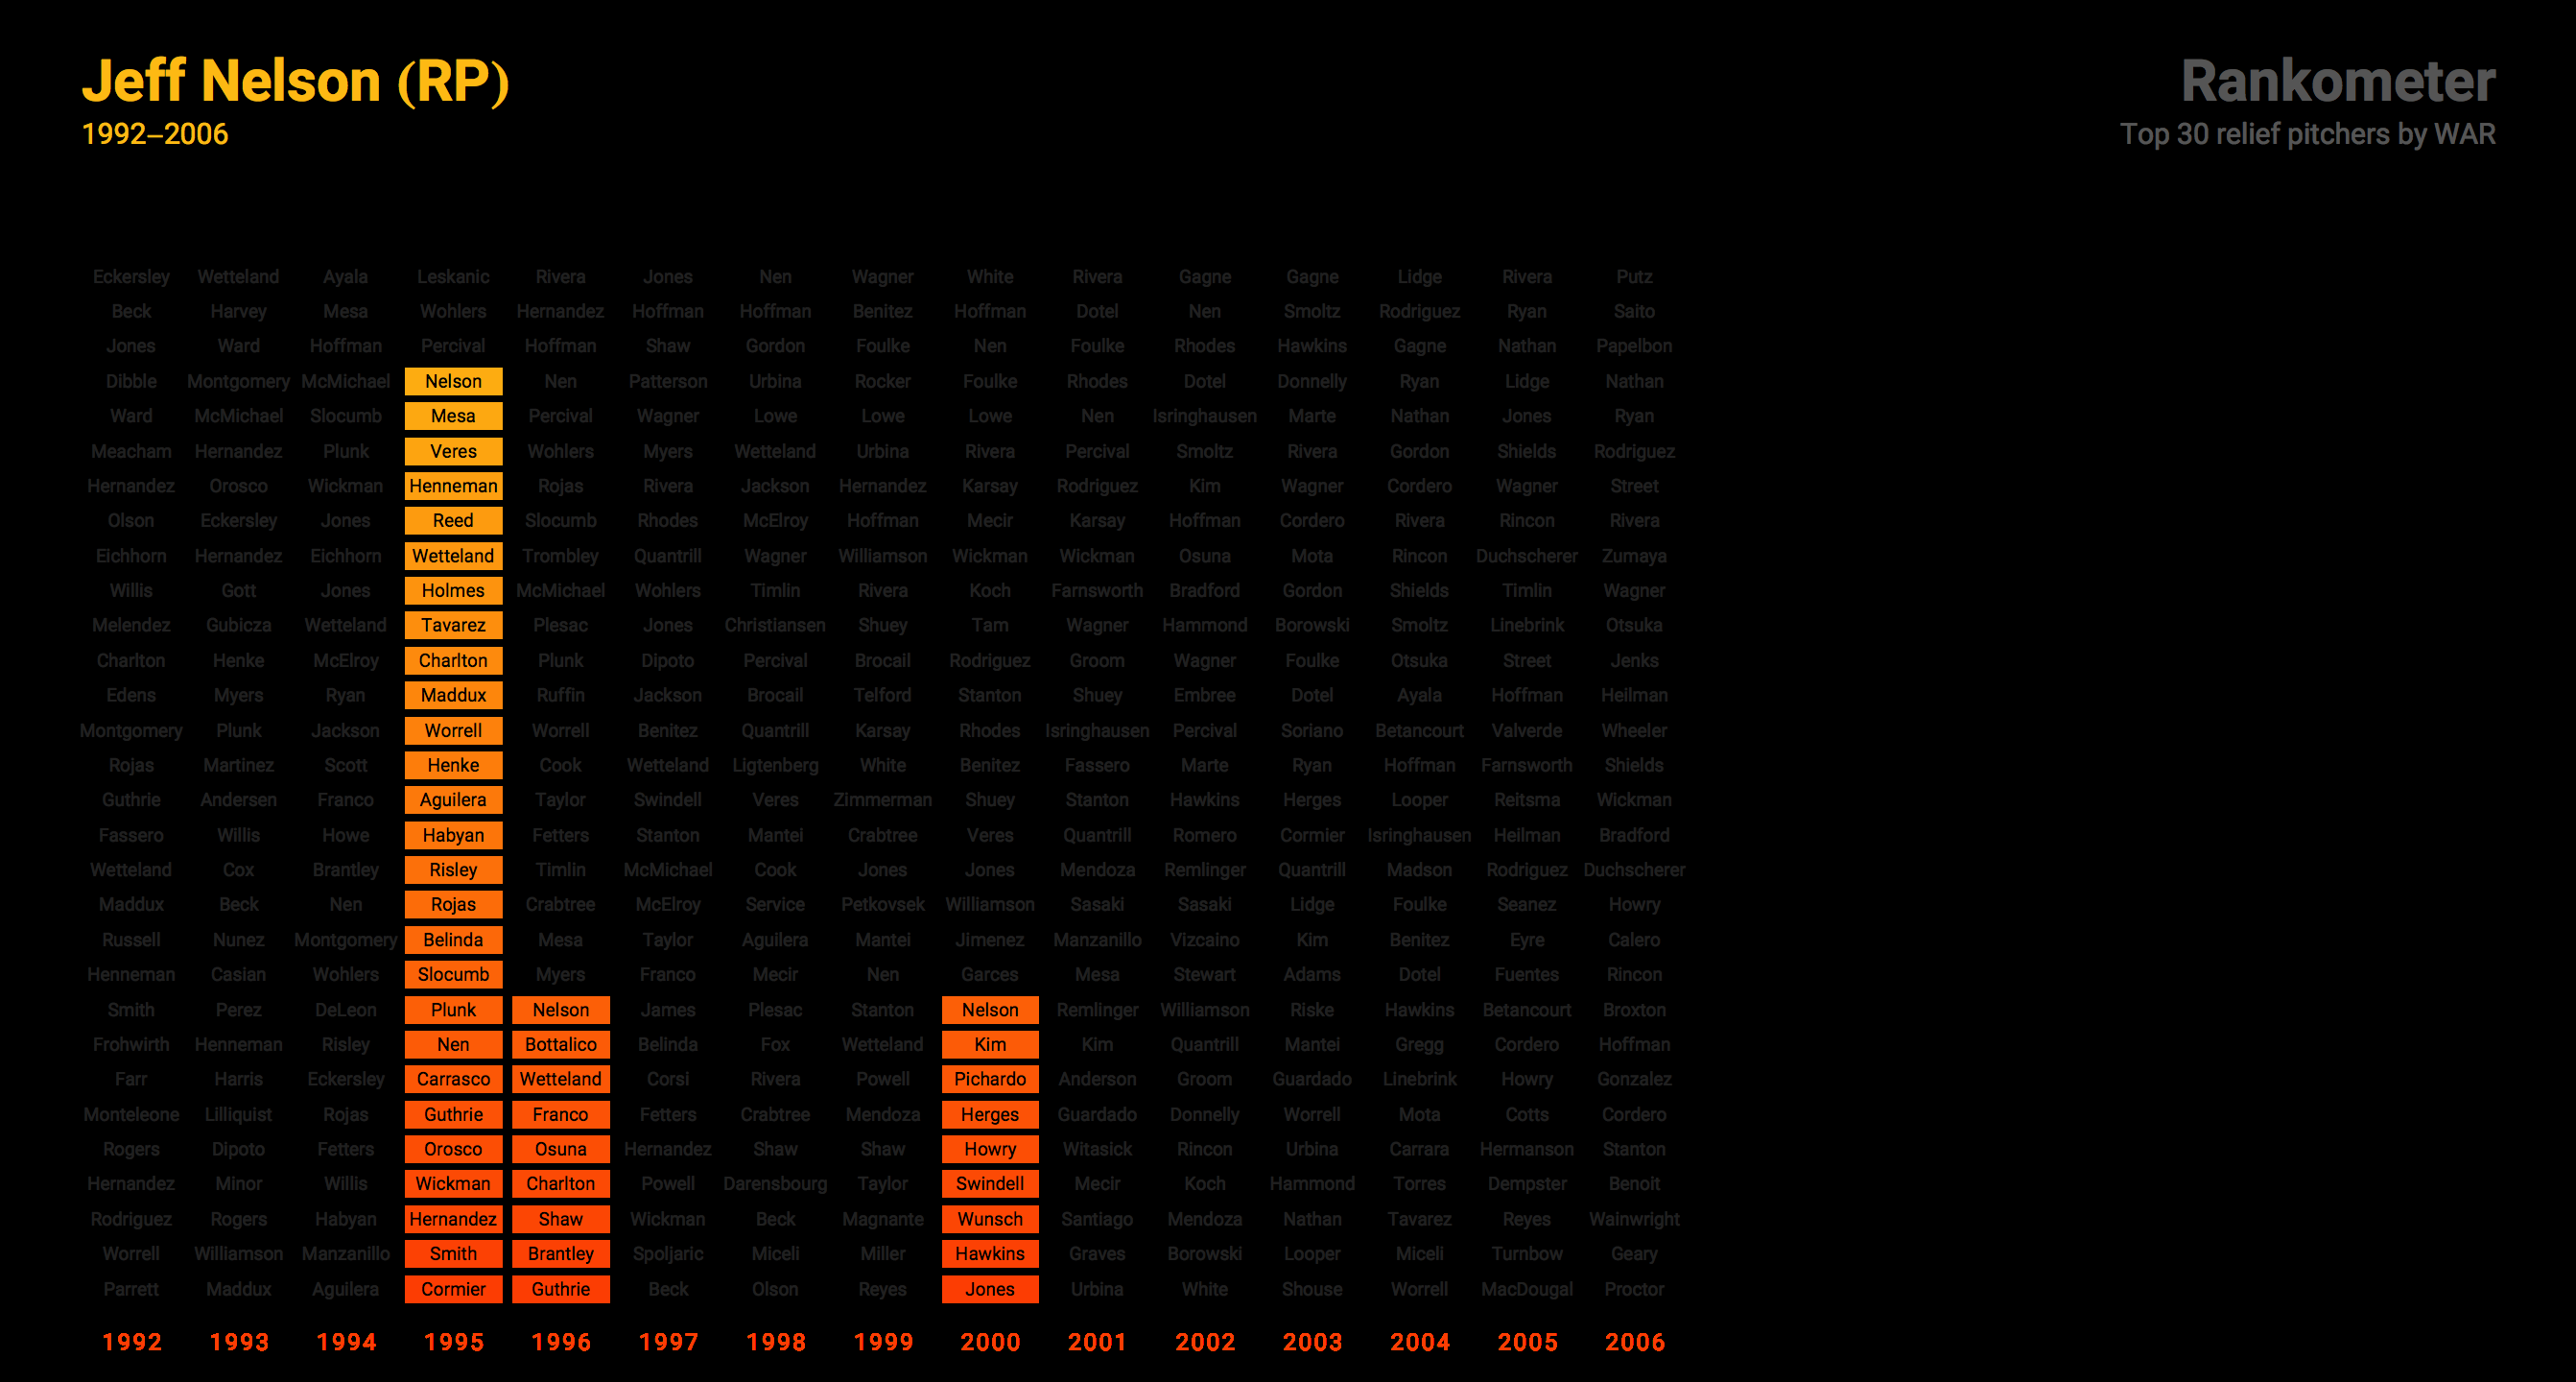 Jeff Nelson (RP)
1992–2006
Rankometer
Top 30 relief pitchers by WAR
Eckersley Wetteland Ayala Leskanic Rivera Jones Nen Wagner White Rivera Gagne Gagne Lidge Rivera Putz
Beck Harvey Mesa Wohlers Hernandez Hoffman Hoffman Benitez Hoffman Dotel Nen Smoltz Rodriguez Ryan Saito
Jones Ward Hoffman Percival Hoffman Shaw Gordon Foulke Nen Foulke Rhodes Hawkins Gagne Nathan Papelbon
Dibble Montgomery McMichael Nelson Nen Patterson Urbina Rocker Foulke Rhodes Dotel Donnelly Ryan Lidge Nathan
Ward McMichael Slocumb Mesa Percival Wagner Lowe Lowe Lowe Nen Isringhausen Marte Nathan Jones Ryan
Meacham Hernandez Plunk Veres Wohlers Myers Wetteland Urbina Rivera Percival Smoltz Rivera Gordon Shields Rodriguez
Hernandez Orosco Wickman Henneman Rojas Rivera Jackson Hernandez Karsay Rodriguez Kim Wagner Cordero Wagner Street
Olson Eckersley Jones Reed Slocumb Rhodes McElroy Hoffman Mecir Karsay Hoffman Cordero Rivera Rincon Rivera
Eichhorn Hernandez Eichhorn Wetteland Trombley Quantrill Wagner Williamson Wickman Wickman Osuna Mota Rincon Duchscherer Zumaya
Willis Gott Jones Holmes McMichael Wohlers Timlin Rivera Koch Farnsworth Bradford Gordon Shields Timlin Wagner
Melendez Gubicza Wetteland Tavarez Plesac Jones Christiansen Shuey Tam Wagner Hammond Borowski Smoltz Linebrink Otsuka
Charlton Henke McElroy Charlton Plunk Dipoto Percival Brocail Rodriguez Groom Wagner Foulke Otsuka Street Jenks
Edens Myers Ryan Maddux Ruffin Jackson Brocail Telford Stanton Shuey Embree Dotel Ayala Hoffman Heilman
Montgomery Plunk Jackson Worrell Worrell Benitez Quantrill Karsay Rhodes Isringhausen Percival Soriano Betancourt Valverde Wheeler
Rojas Martinez Scott Henke Cook Wetteland Ligtenberg White Benitez Fassero Marte Ryan Hoffman Farnsworth Shields
Guthrie Andersen Franco Aguilera Taylor Swindell Veres Zimmerman Shuey Stanton Hawkins Herges Looper Reitsma Wickman
Fassero Willis Howe Habyan Fetters Stanton Mantei Crabtree Veres Quantrill Romero Cormier Isringhausen Heilman Bradford
Wetteland Cox Brantley Risley Timlin McMichael Cook Jones Jones Mendoza Remlinger Quantrill Madson Rodriguez Duchscherer
Maddux Beck Nen Rojas Crabtree McElroy Service Petkovsek Williamson Sasaki Sasaki Lidge Foulke Seanez Howry
Russell Nunez Montgomery Belinda Mesa Taylor Aguilera Mantei Jimenez Manzanillo Vizcaino Kim Benitez Eyre Calero
Henneman Casian Wohlers Slocumb Myers Franco Mecir Nen Garces Mesa Stewart Adams Dotel Fuentes Rincon
Smith Perez DeLeon Plunk Nelson James Plesac Stanton Nelson Remlinger Williamson Riske Hawkins Betancourt Broxton
Frohwirth Henneman Risley Nen Bottalico Belinda Fox Wetteland Kim Kim Quantrill Mantei Gregg Cordero Hoffman
Farr Harris Eckersley Carrasco Wetteland Corsi Rivera Powell Pichardo Anderson Groom Guardado Linebrink Howry Gonzalez
Monteleone Lilliquist Rojas Guthrie Franco Fetters Crabtree Mendoza Herges Guardado Donnelly Worrell Mota Cotts Cordero
Rogers Dipoto Fetters Orosco Osuna Hernandez Shaw Shaw Howry Witasick Rincon Urbina Carrara Hermanson Stanton
Hernandez Minor Willis Wickman Charlton Powell Darensbourg Taylor Swindell Mecir Koch Hammond Torres Dempster Benoit
Rodriguez Rogers Habyan Hernandez Shaw Wickman Beck Magnante Wunsch Santiago Mendoza Nathan Tavarez Reyes Wainwright
Worrell Williamson Manzanillo Smith Brantley Spoljaric Miceli Miller Hawkins Graves Borowski Looper Miceli Turnbow Geary
Parrett Maddux Aguilera Cormier Guthrie Beck Olson Reyes Jones Urbina White Shouse Worrell MacDougal Proctor
1992 1993 1994 1995 1996 1997 1998 1999 2000 2001 2002 2003 2004 2005 2006